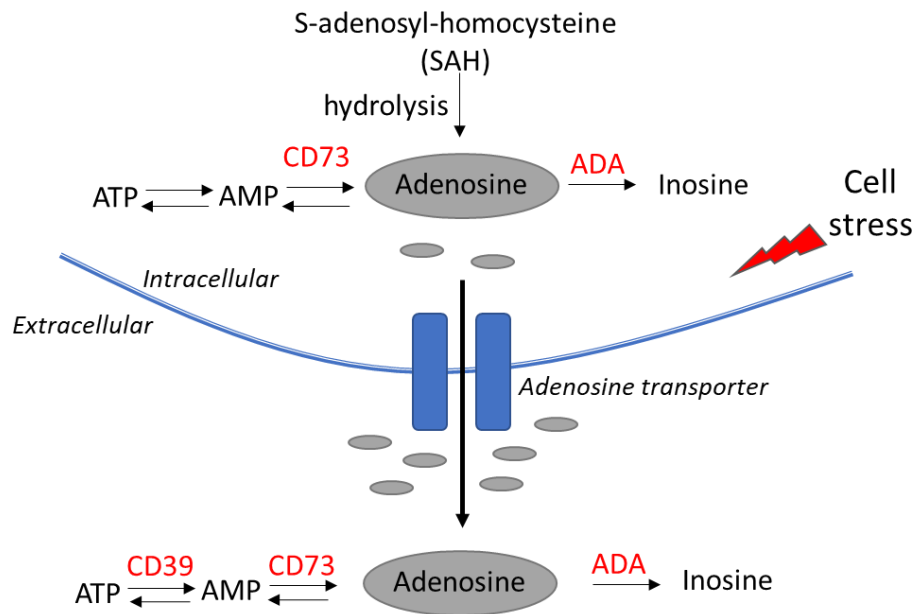 S-adenosyl-homocysteine
(SAH)
hydrolysis
CD73
ADA
ATP
AMP
Adenosine
Inosine
Cell
stress
Intracellular
Extracellular
Adenosine transporter
CD39
CD73
ADA
ATP
AMP
Adenosine
Inosine